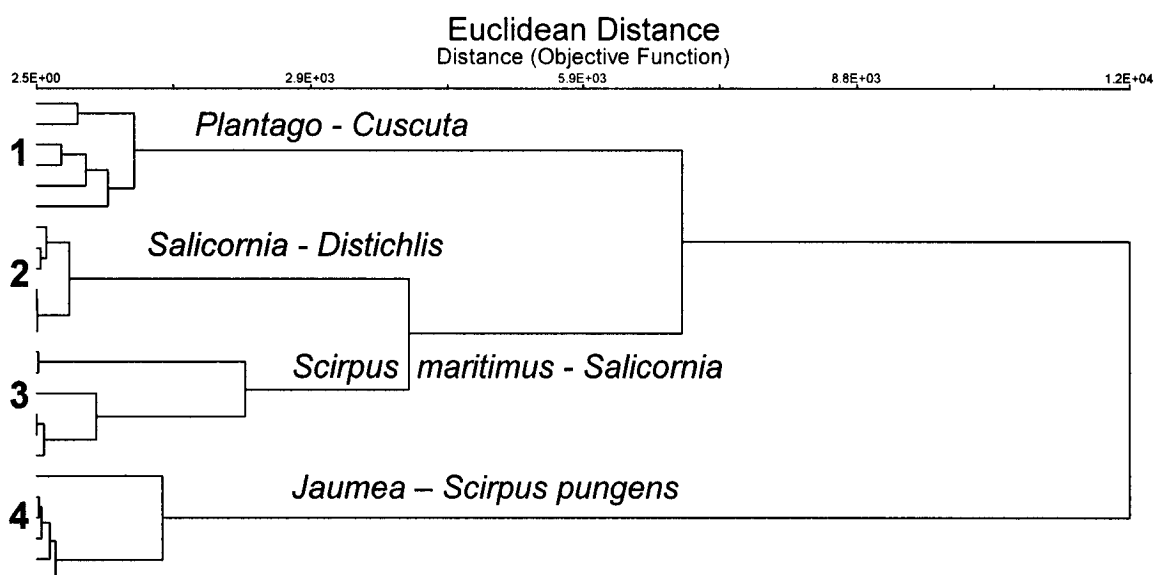 Euclidean Distance
Distance (Objective Function)
2.5E+00 2.9E+03 5.9E+03 8.8E+03 1.2E+04
Plantago - Cuscuta
1
Salicornia - Distichlis
2
Scirpus maritimus - Salicornia
3
Jaumea – Scirpus pungens
4